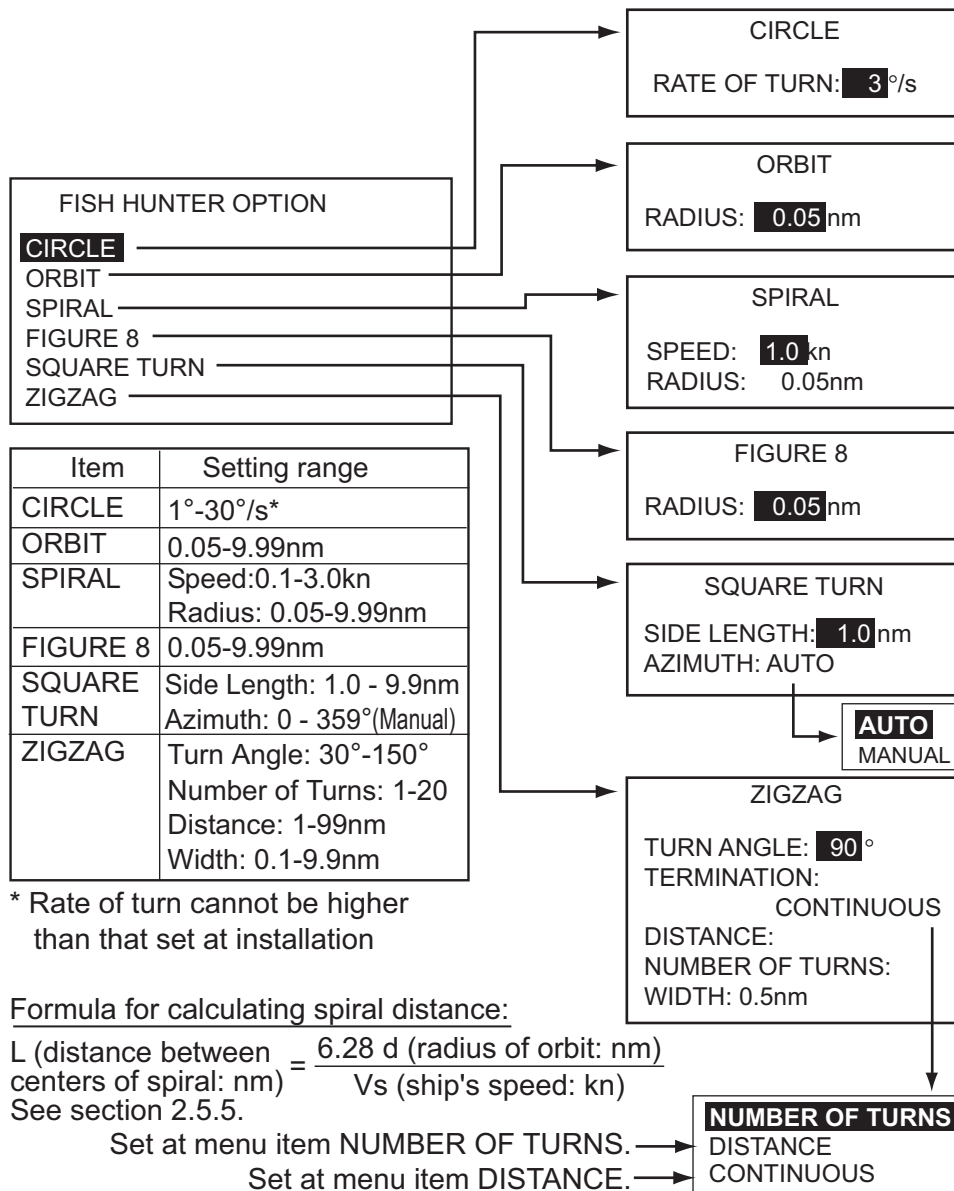 FISH HUNTER OPTION
CIRCLE
ORBIT
SPIRAL
FIGURE 8
SQUARE TURN
ZIGZAG
CIRCLE
RATE OF TURN: 3 °/s
ORBIT
RADIUS: 0.05 nm
SPIRAL
SPEED: 1.0 kn
RADIUS: 0.05nm
FIGURE 8
RADIUS: 0.05 nm
SQUARE TURN
SIDE LENGTH: 1.0 nm
AZIMUTH: AUTO
AUTO
MANUAL
ZIGZAG
TURN ANGLE: 90 °
TERMINATION:
CONTINUOUS
DISTANCE:
NUMBER OF TURNS:
WIDTH: 0.5nm
Item Setting range
CIRCLE 1°-30°/s*
ORBIT 0.05-9.99nm
SPIRAL Speed:0.1-3.0kn
Radius: 0.05-9.99nm
FIGURE 8 0.05-9.99nm
SQUARE Side Length: 1.0 - 9.9nm
TURN Azimuth: 0 - 359°(Manual)
ZIGZAG Turn Angle: 30°-150°
Number of Turns: 1-20
Distance: 1-99nm
Width: 0.1-9.9nm
* Rate of turn cannot be higher
than that set at installation
Formula for calculating spiral distance:
L (distance between
centers of spiral: nm) = 6.28 d (radius of orbit: nm)
Vs (ship's speed: kn)
See section 2.5.5.
Set at menu item NUMBER OF TURNS.
Set at menu item DISTANCE.
NUMBER OF TURNS
DISTANCE
CONTINUOUS